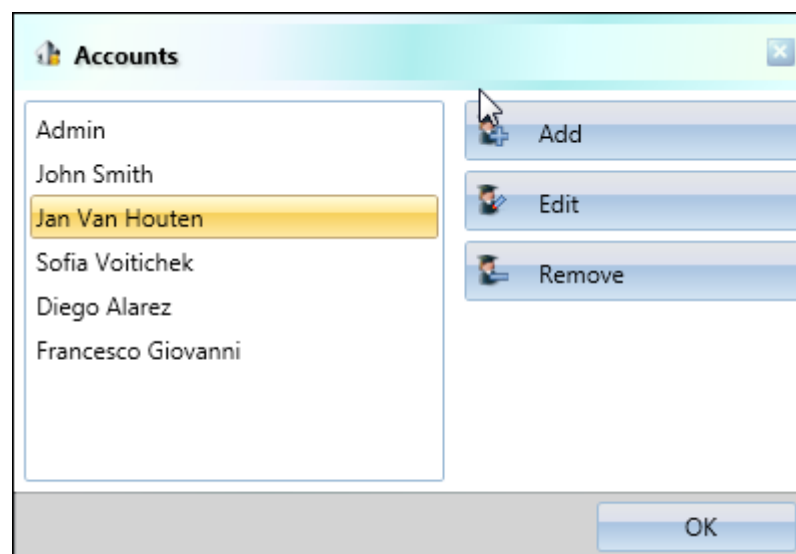 Accounts
Admin
John Smith
Jan Van Houten
Sofia Voitichek
Diego Alarez
Francesco Giovanni
Add
Edit
Remove
OK